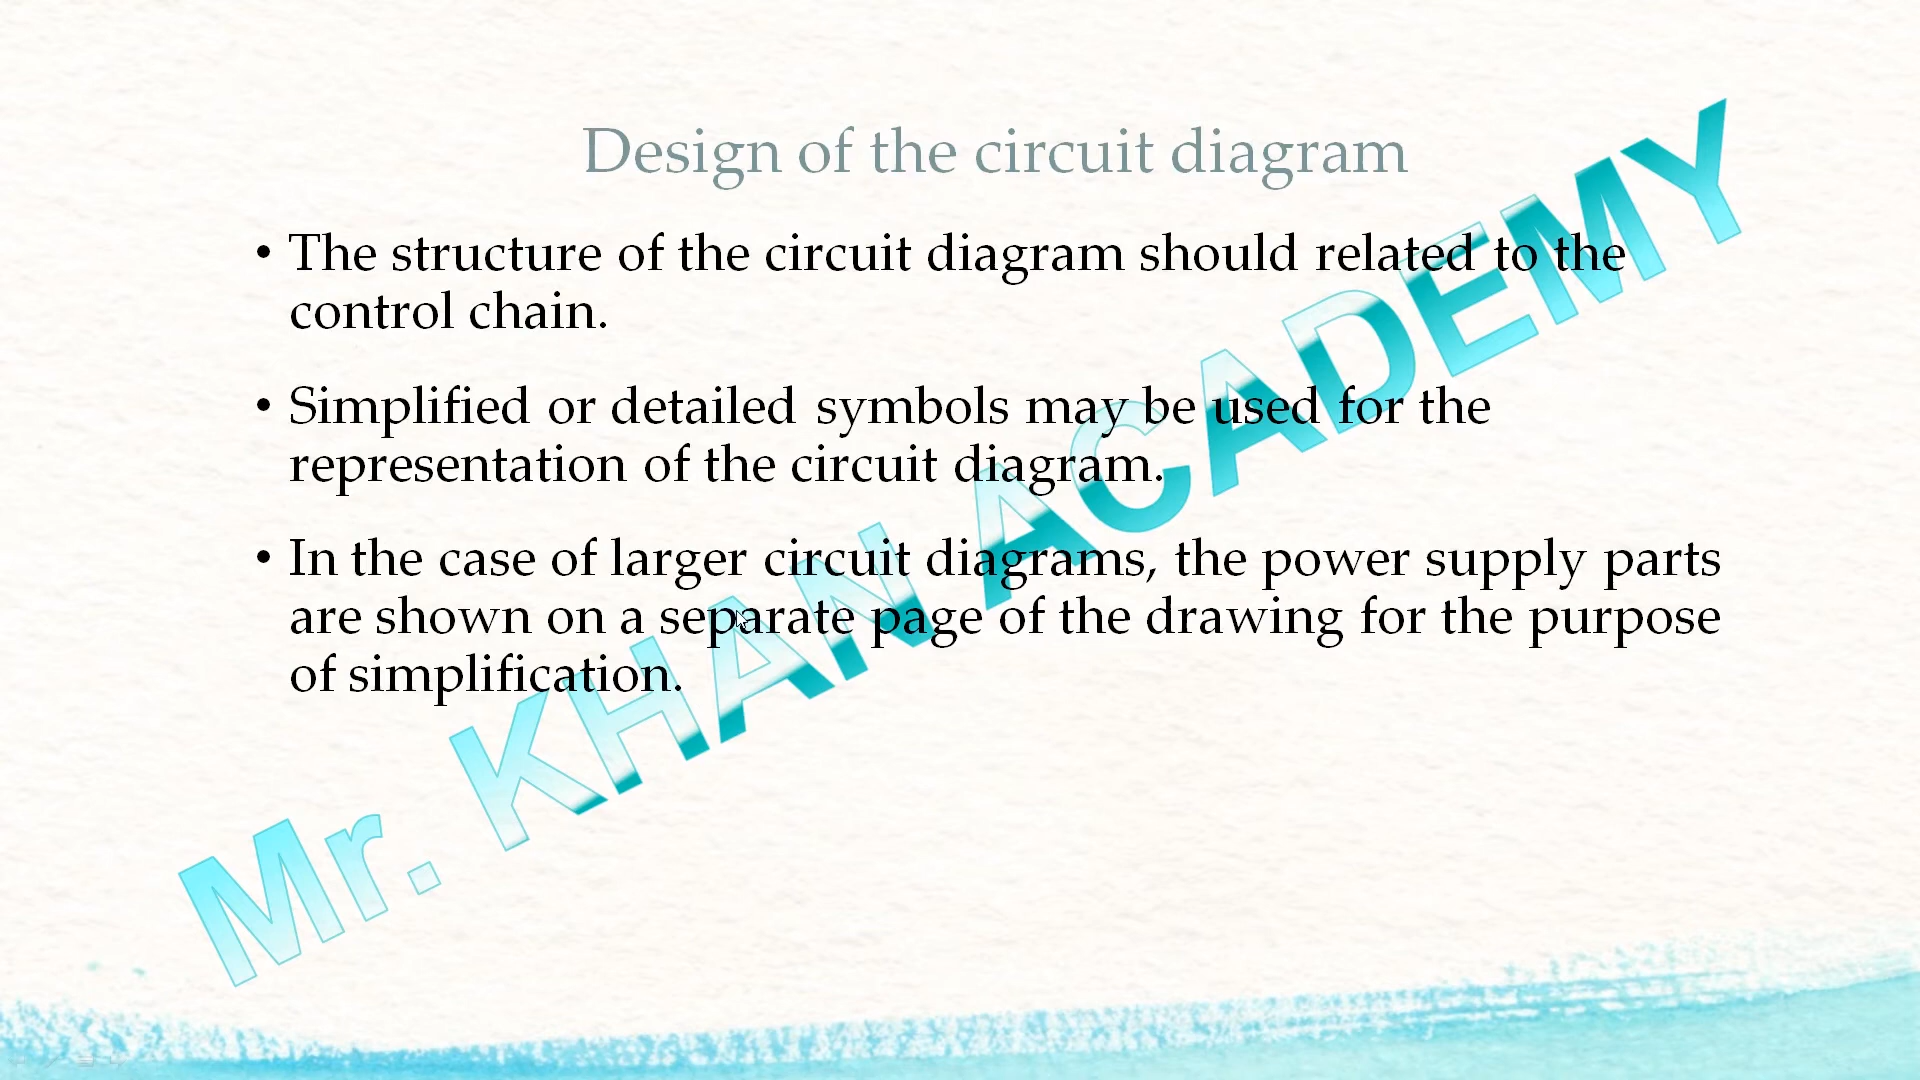 Design of the circuit diagram
• The structure of the circuit diagram should related to the
control chain.
• Simplified or detailed symbols may be used for the
representation of the circuit diagram.
• In the case of larger circuit diagrams, the power supply parts
are shown on a separate page of the drawing for the purpose
of simplification.
Mr. KHAN ACADEMY